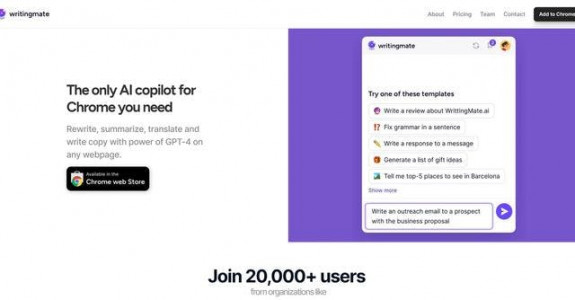 writingmate
About Pricing Team Contact Add to Chrome
The only AI copilot for
Chrome you need
Rewrite, summarize, translate and
write copy with power of GPT-4 on
any webpage.
Available in the
Chrome web Store
writingmate
Try one of these templates
Write a review about WrittingMate.ai
Fix grammar in a sentence
Write a response to a message
Generate a list of gift ideas
Tell me top-5 places to see in Barcelona
Show more
Write an outreach email to a prospect
with the business proposal
Join 20,000+ users
from organizations like